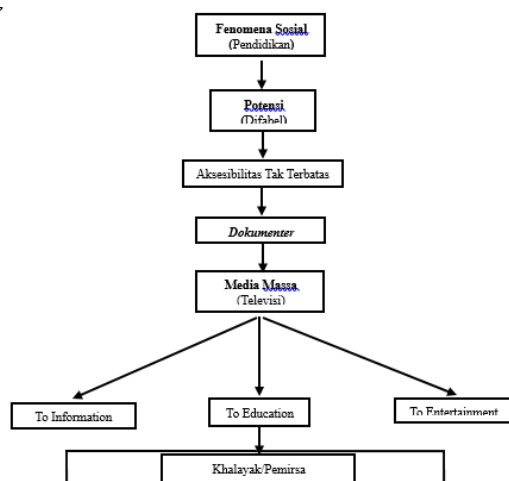 Fenomena Sosial
(Pendidikan)
Potensi
(Difabel)
Aksesibilitas Tak Terbatas
Dokumenter
Media Massa
(Televisi)
To Information
To Education
To Entertainment
Khalayak/Pemirsa